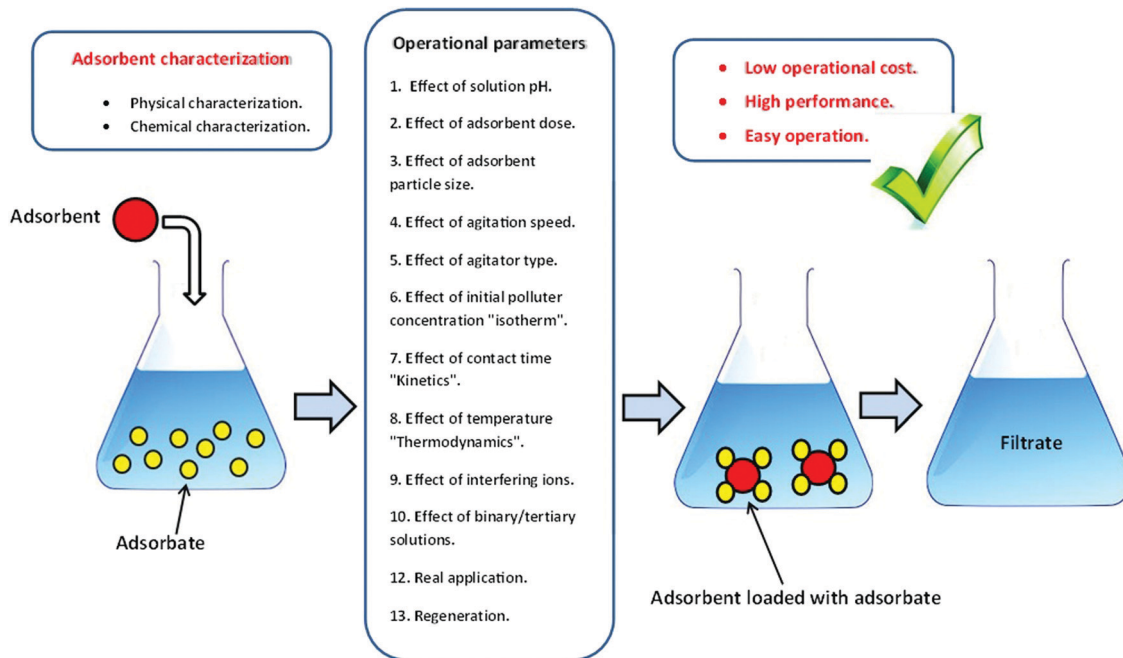 Adsorbent characterization
• Physical characterization.
• Chemical characterization.
Adsorbent
Adsorbate
Operational parameters
1. Effect of solution pH.
2. Effect of adsorbent dose.
3. Effect of adsorbent
particle size.
4. Effect of agitation speed.
5. Effect of agitator type.
6. Effect of initial polluter
concentration "isotherm".
7. Effect of contact time
"Kinetics".
8. Effect of temperature
"Thermodynamics".
9. Effect of interfering ions.
10. Effect of binary/tertiary
solutions.
12. Real application.
13. Regeneration.
• Low operational cost.
• High performance.
• Easy operation.
Adsorbent loaded with adsorbate
Filtrate